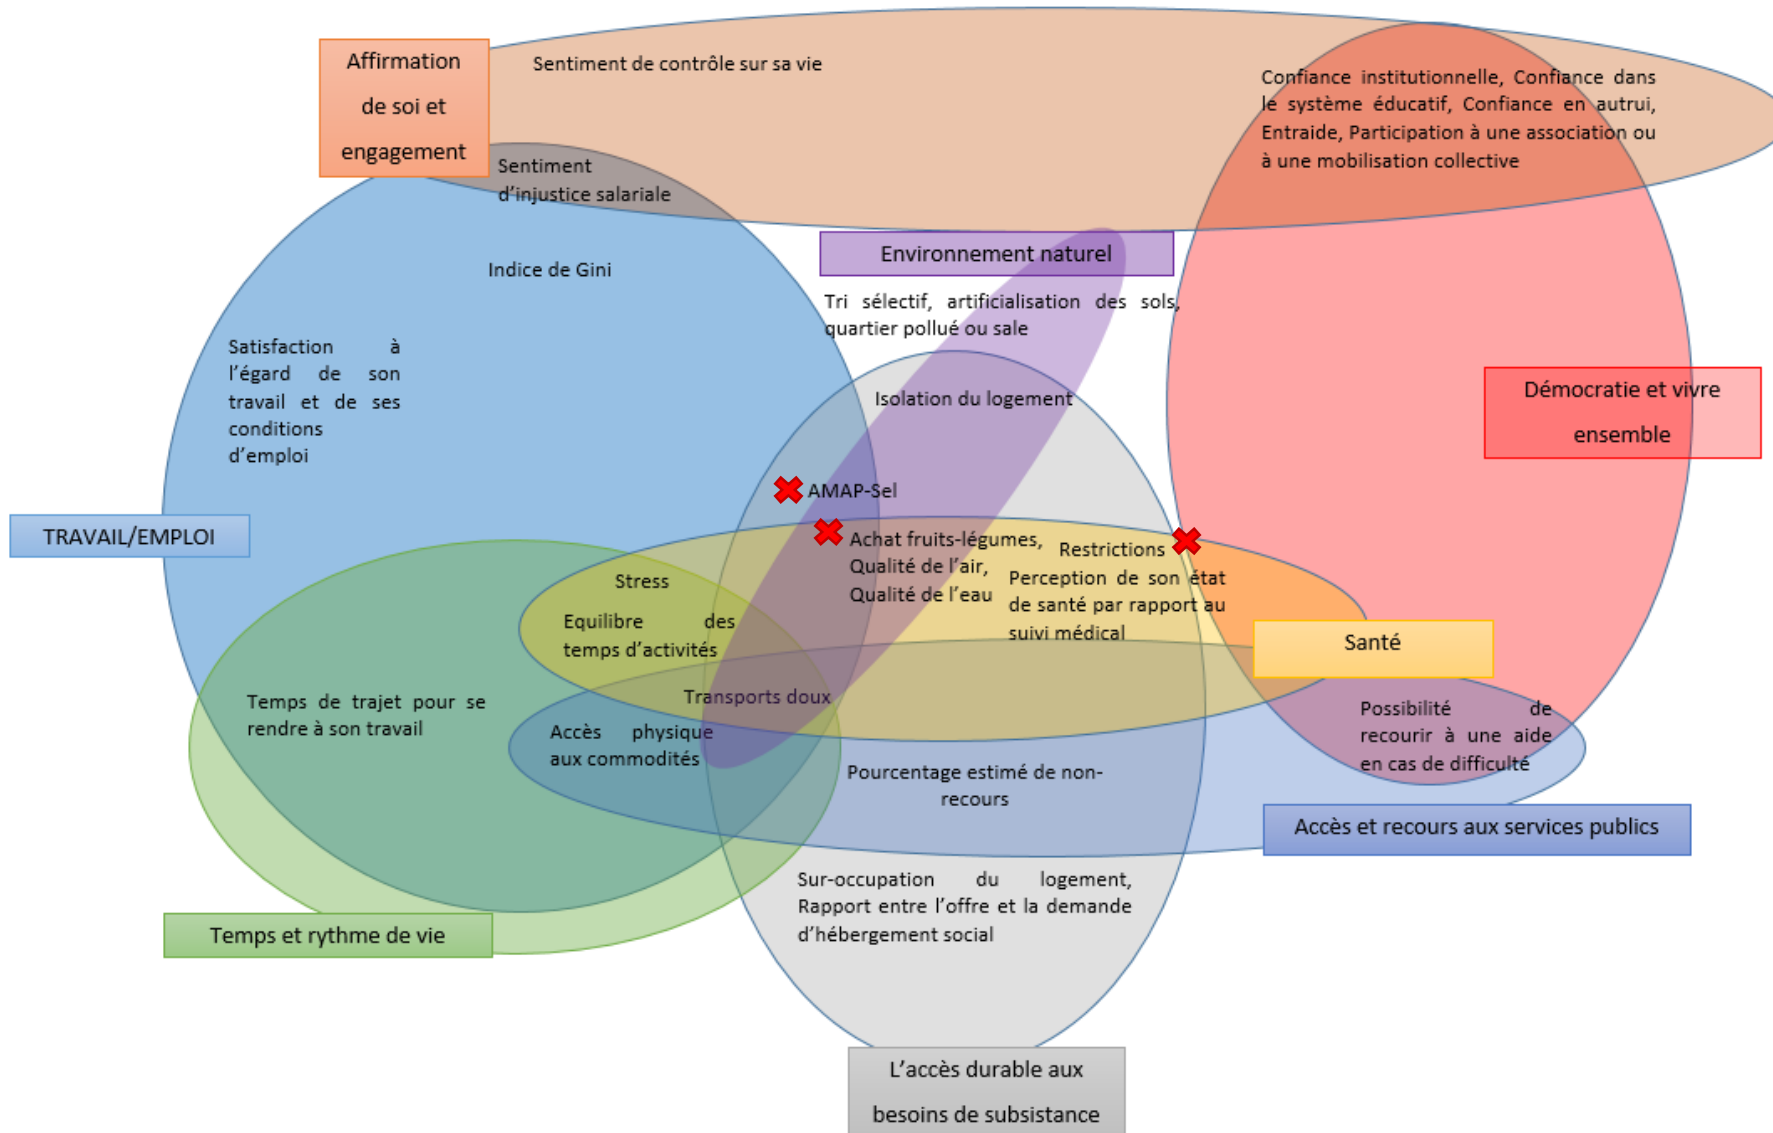 Affirmation
de soi et
engagement
Sentiment de contrôle sur sa vie
Confiance institutionnelle, Confiance dans
le système éducatif, Confiance en autrui,
Entraide, Participation à une association ou
à une mobilisation collective
Sentiment
d'injustice salariale
Environnement naturel
Indice de Gini
Tri sélectif, artificialisation des sols,
quartier pollué ou sale
Satisfaction à
l'égard de son
travail et de ses
conditions
d'emploi
Isolation du logement
Démocratie et vivre
ensemble
AMAP-Sel
TRAVAIL/EMPLOI
Achat fruits-légumes,
Qualité de l'air,
Qualité de l'eau
Restrictions
Perception de son état
de santé par rapport au
suivi médical
Stress
Equilibre des
temps d'activités
Santé
Transports doux
Temps de trajet pour se
rendre à son travail
Accès physique
aux commodités
Possibilité de
recourir à une aide
en cas de difficulté
Pourcentage estimé de non-
recours
Accès et recours aux services publics
Sur-occupation du logement,
Rapport entre l'offre et la demande
d'hébergement social
Temps et rythme de vie
L'accès durable aux
besoins de subsistance